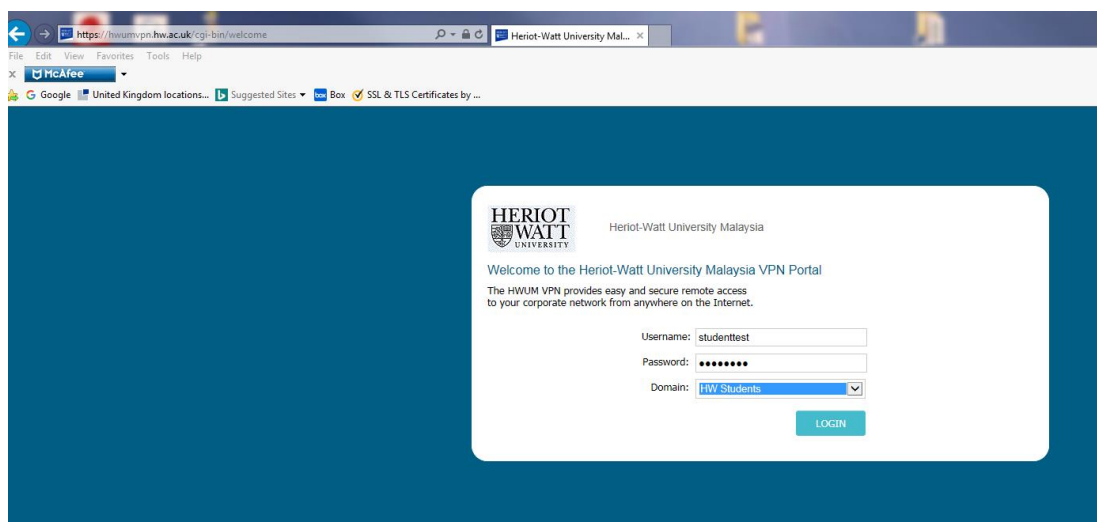 https://hwumvpn.hw.ac.uk/cgi-bin/welcome
Heriot-Watt University Mal...
File Edit View Favorites Tools Help
x McAfee
Google United Kingdom locations... Suggested Sites box Box SSL & TLS Certificates by ...
HERIOT
WATT
UNIVERSITY
Heriot-Watt University Malaysia
Welcome to the Heriot-Watt University Malaysia VPN Portal
The HWUM VPN provides easy and secure remote access
to your corporate network from anywhere on the Internet.
Username: studenttest
Password: ••••••••
Domain: HW Students
LOGIN